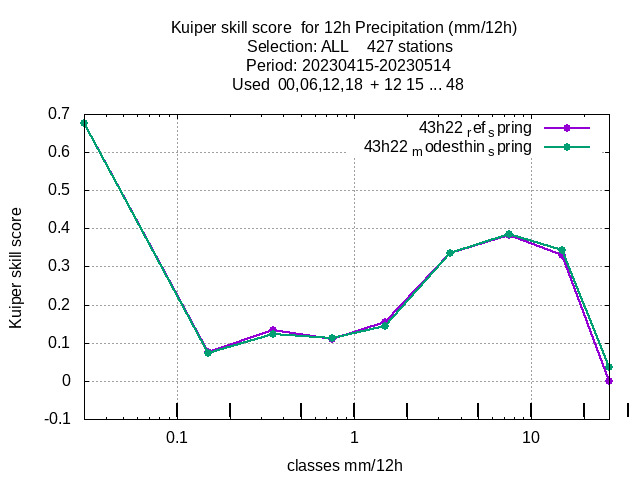 Kuiper skill score  for 12h Precipitation (mm/12h)
Selection: ALL    427 stations
Period: 20230415-20230514
Used  00,06,12,18  + 12 15 ... 48
43h22 ref spring
43h22 modesthin spring
0.7
0.6
0.5
0.4
0.3
0.2
0.1
0
-0.1
Kuiper skill score
0.1 1 10
classes mm/12h